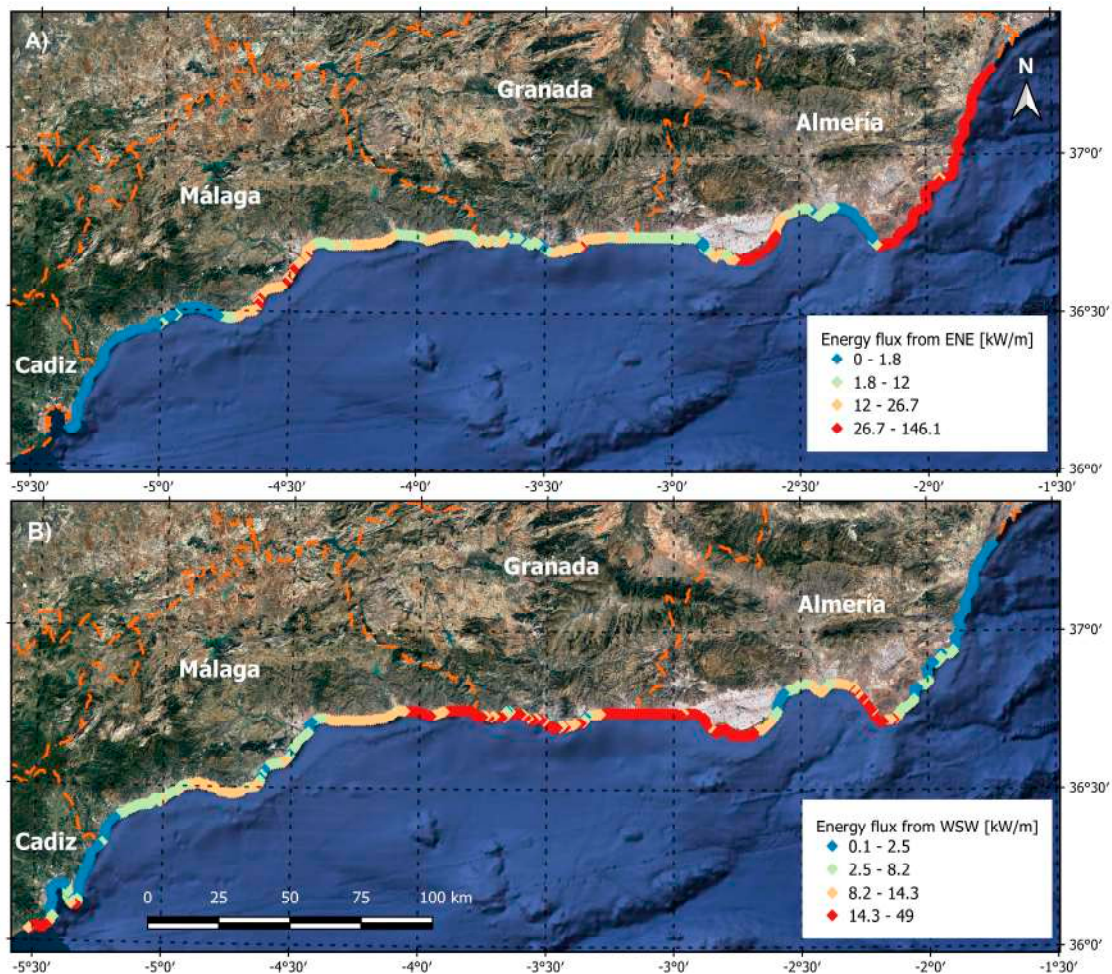 A)
N
Granada
Almería
Málaga
Cadiz
37°0'
36°30'
36°0'
Energy flux from ENE [kW/m]
0 - 1.8
1.8 - 12
12 - 26.7
26.7 - 146.1
-5°30' -5°0' -4°30' -4°0' -3°30' -3°0' -2°30' -2°0' -1°30'
B)
Granada
Almería
Málaga
Cadiz
37°0'
36°30'
36°0'
Energy flux from WSW [kW/m]
0.1 - 2.5
2.5 - 8.2
8.2 - 14.3
14.3 - 49
0 25 50 75 100 km
-5°30' -5°0' -4°30' -4°0' -3°30' -3°0' -2°30' -2°0' -1°30'